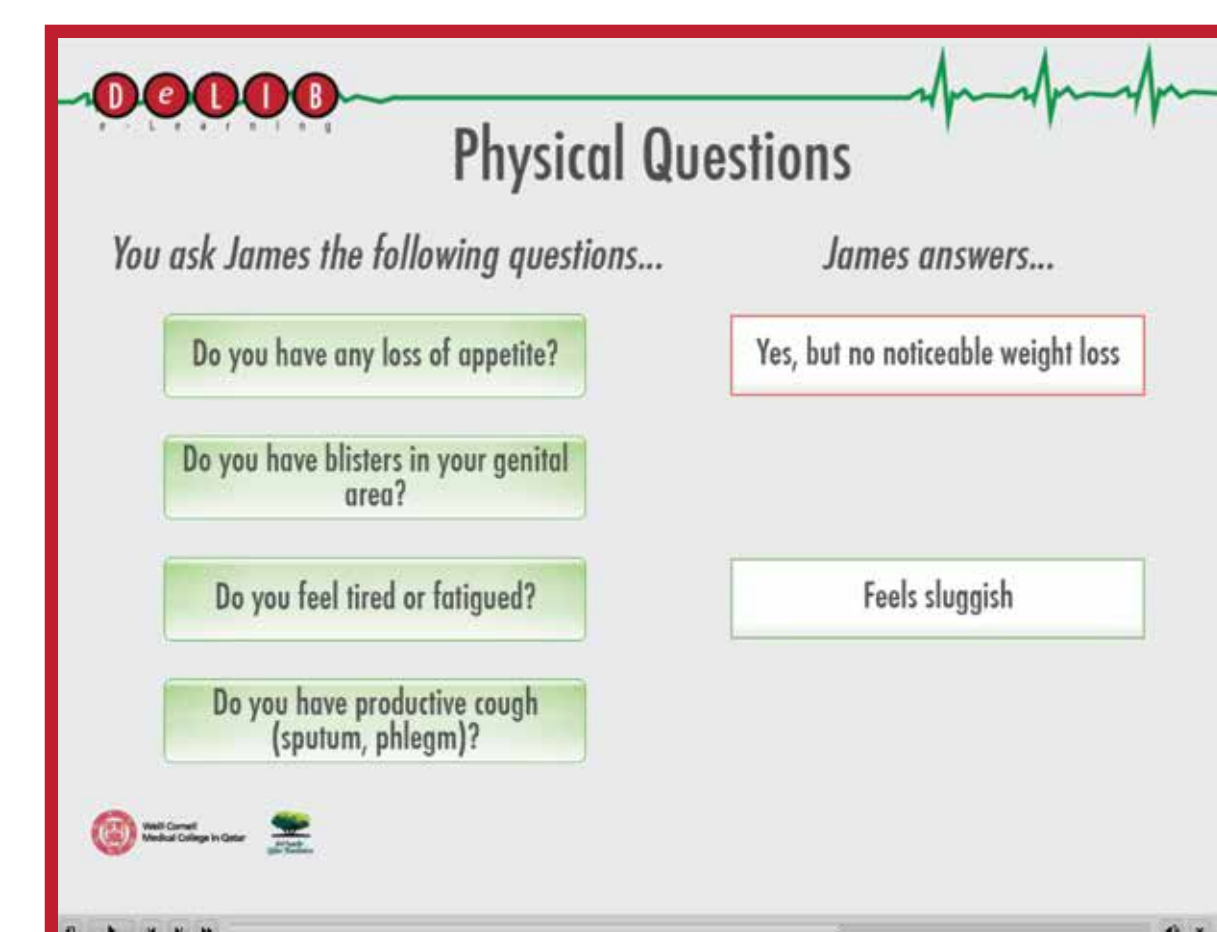 DeLIB
e-Learning
Physical Questions
You ask James the following questions...
James answers...
Do you have any loss of appetite?
Yes, but no noticeable weight loss
Do you have blisters in your genital
area?
Do you feel tired or fatigued?
Feels sluggish
Do you have productive cough
(sputum, phlegm)?
Weill Cornell
Medical College in Qatar